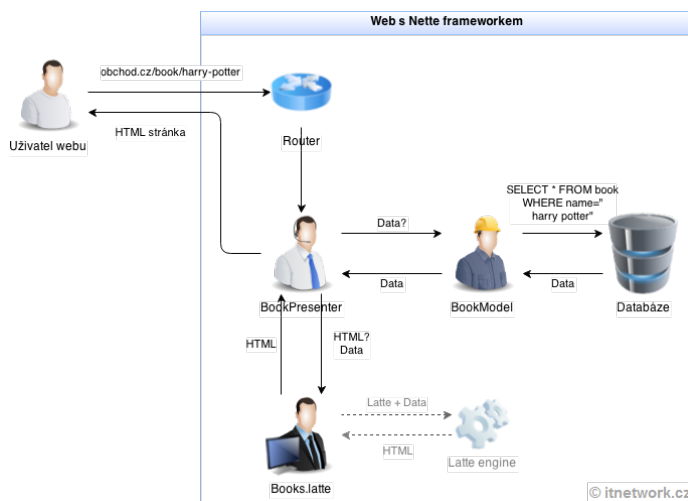 Web s Nette frameworkem
obchod.cz/book/harry-potter
Uživatel webu
HTML stránka
Router
SELECT * FROM book
WHERE name="
harry potter"
Data?
Data
Data
BookPresenter
BookModel
Databáze
HTML
HTML?
Data
Latte + Data
HTML
Books.latte
Latte engine
© itnetwork.cz